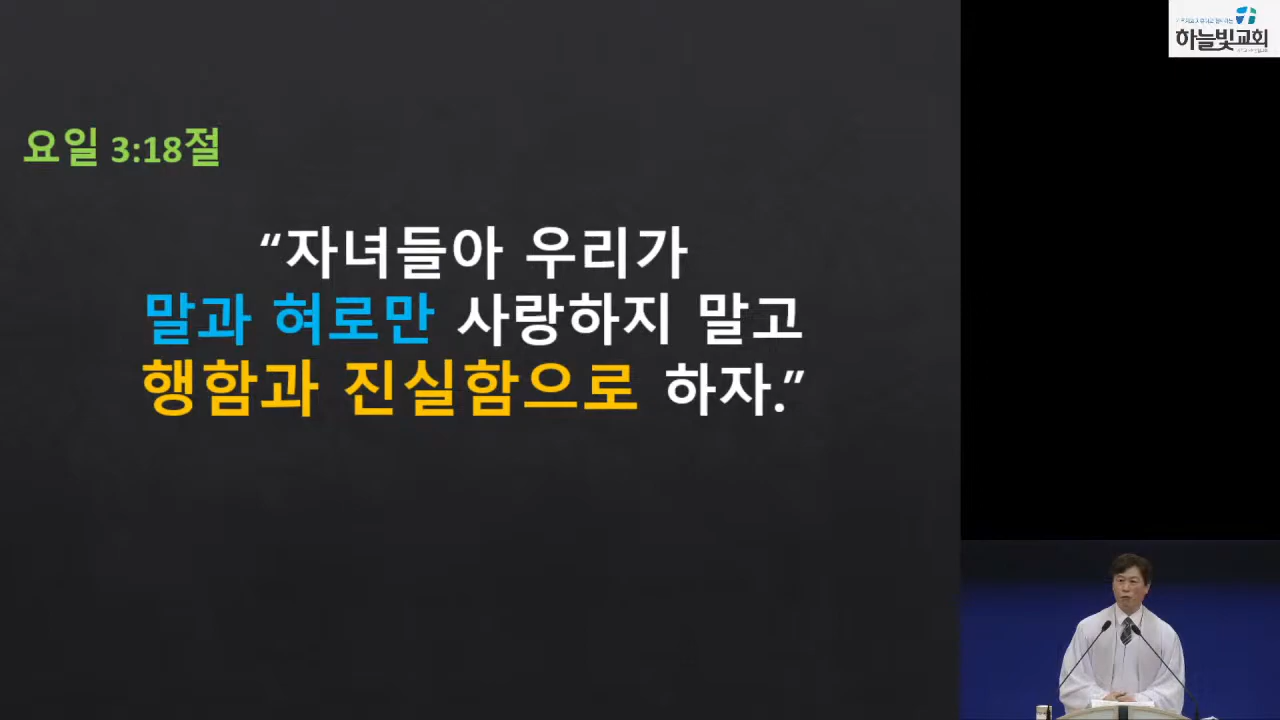 하늘빛교회
요일 3:18절
“자녀들아 우리가
말과 혀로만 사랑하지 말고
행함과 진실함으로 하자.”